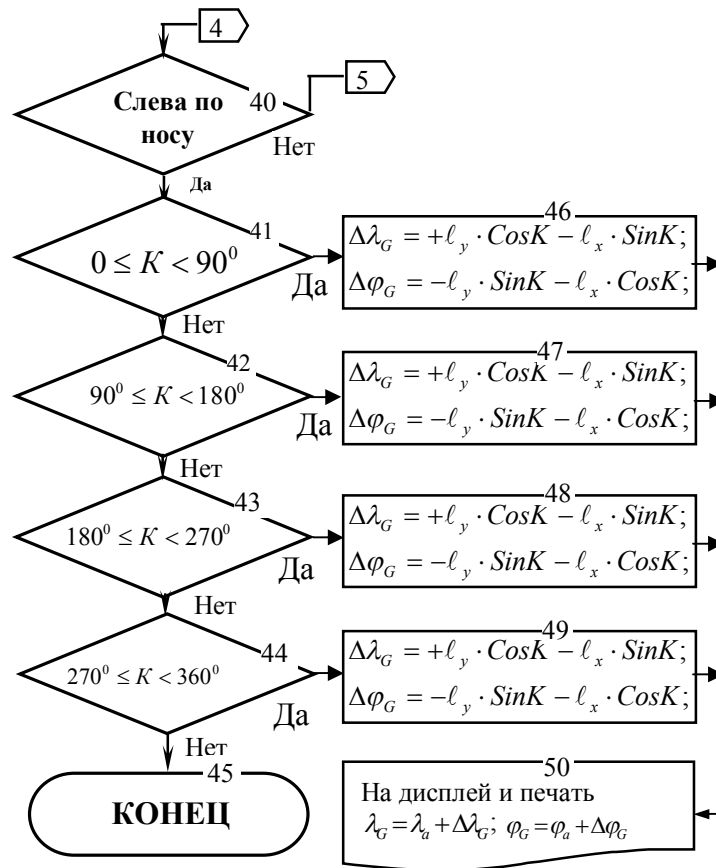 4
5
40
Слева по
носу
Нет
Да
41
0 ≤ K < 90⁰
Да
46
Δλ_G = +ℓ_y · CosK − ℓ_x · SinK;
Δφ_G = −ℓ_y · SinK − ℓ_x · CosK;
Нет
42
90⁰ ≤ K < 180⁰
Да
47
Δλ_G = +ℓ_y · CosK − ℓ_x · SinK;
Δφ_G = −ℓ_y · SinK − ℓ_x · CosK;
Нет
43
180⁰ ≤ K < 270⁰
Да
48
Δλ_G = +ℓ_y · CosK − ℓ_x · SinK;
Δφ_G = −ℓ_y · SinK − ℓ_x · CosK;
Нет
44
270⁰ ≤ K < 360⁰
Да
49
Δλ_G = +ℓ_y · CosK − ℓ_x · SinK;
Δφ_G = −ℓ_y · SinK − ℓ_x · CosK;
Нет
45
КОНЕЦ
50
На дисплей и печать
λ_G = λ_a + Δλ_G; φ_G = φ_a + Δφ_G